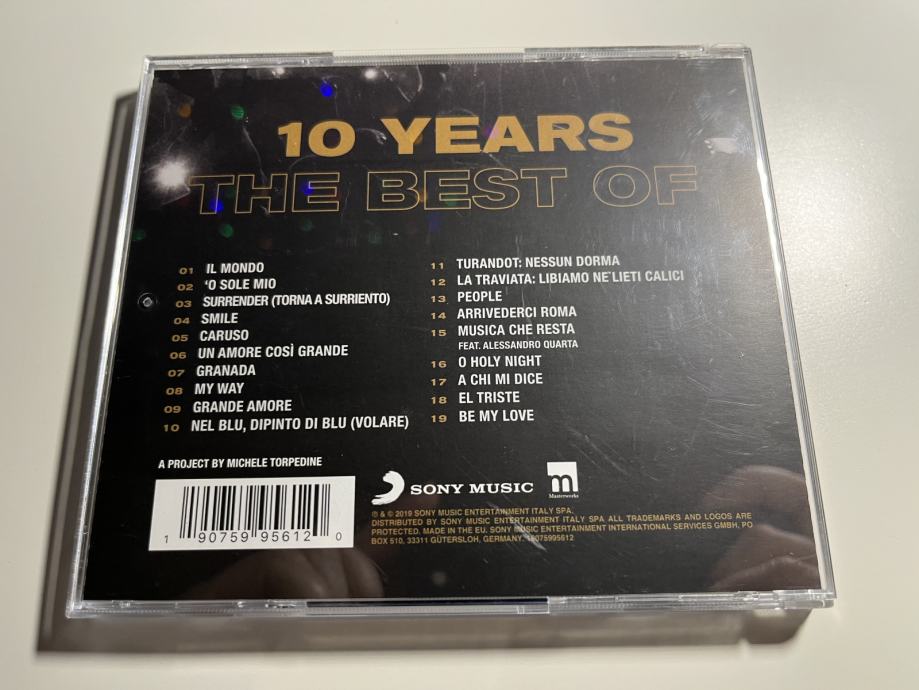 10 YEARS
THE BEST OF
01 IL MONDO
02 'O SOLE MIO
03 SURRENDER (TORNA A SURRIENTO)
04 SMILE
05 CARUSO
06 UN AMORE COSÌ GRANDE
07 GRANADA
08 MY WAY
09 GRANDE AMORE
10 NEL BLU, DIPINTO DI BLU (VOLARE)
11 TURANDOT: NESSUN DORMA
12 LA TRAVIATA: LIBIAMO NE'LIETI CALICI
13 PEOPLE
14 ARRIVEDERCI ROMA
15 MUSICA CHE RESTA
FEAT. ALESSANDRO QUARTA
16 O HOLY NIGHT
17 A CHI MI DICE
18 EL TRISTE
19 BE MY LOVE
A PROJECT BY MICHELE TORPEDINE
1 90759 95612 0
SONY MUSIC
m
Masterworks
℗ & © 2019 SONY MUSIC ENTERTAINMENT ITALY SPA.
DISTRIBUTED BY SONY MUSIC ENTERTAINMENT ITALY SPA ALL TRADEMARKS AND LOGOS ARE
PROTECTED. MADE IN THE EU. SONY MUSIC ENTERTAINMENT INTERNATIONAL SERVICES GMBH, PO
BOX 510, 33311 GÜTERSLOH, GERMANY. 19075995612